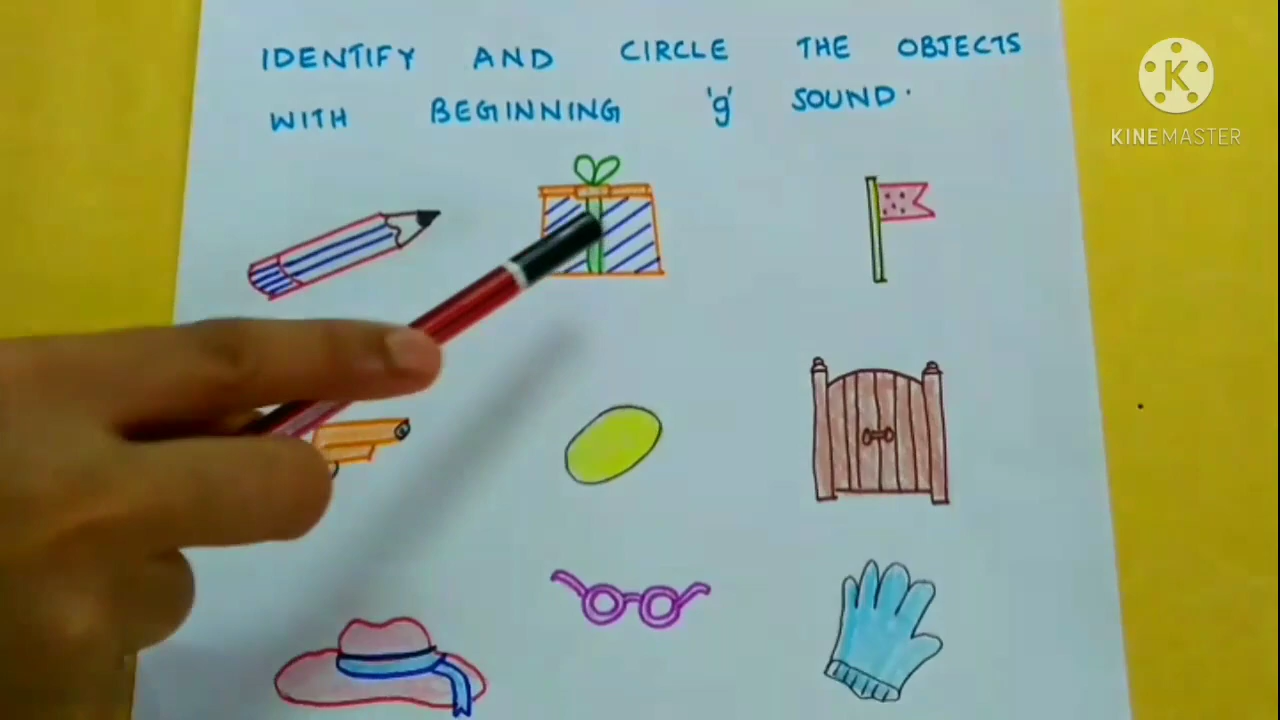 IDENTIFY AND CIRCLE THE OBJECTS
WITH BEGINNING 'g' SOUND.
K
KINEMASTER